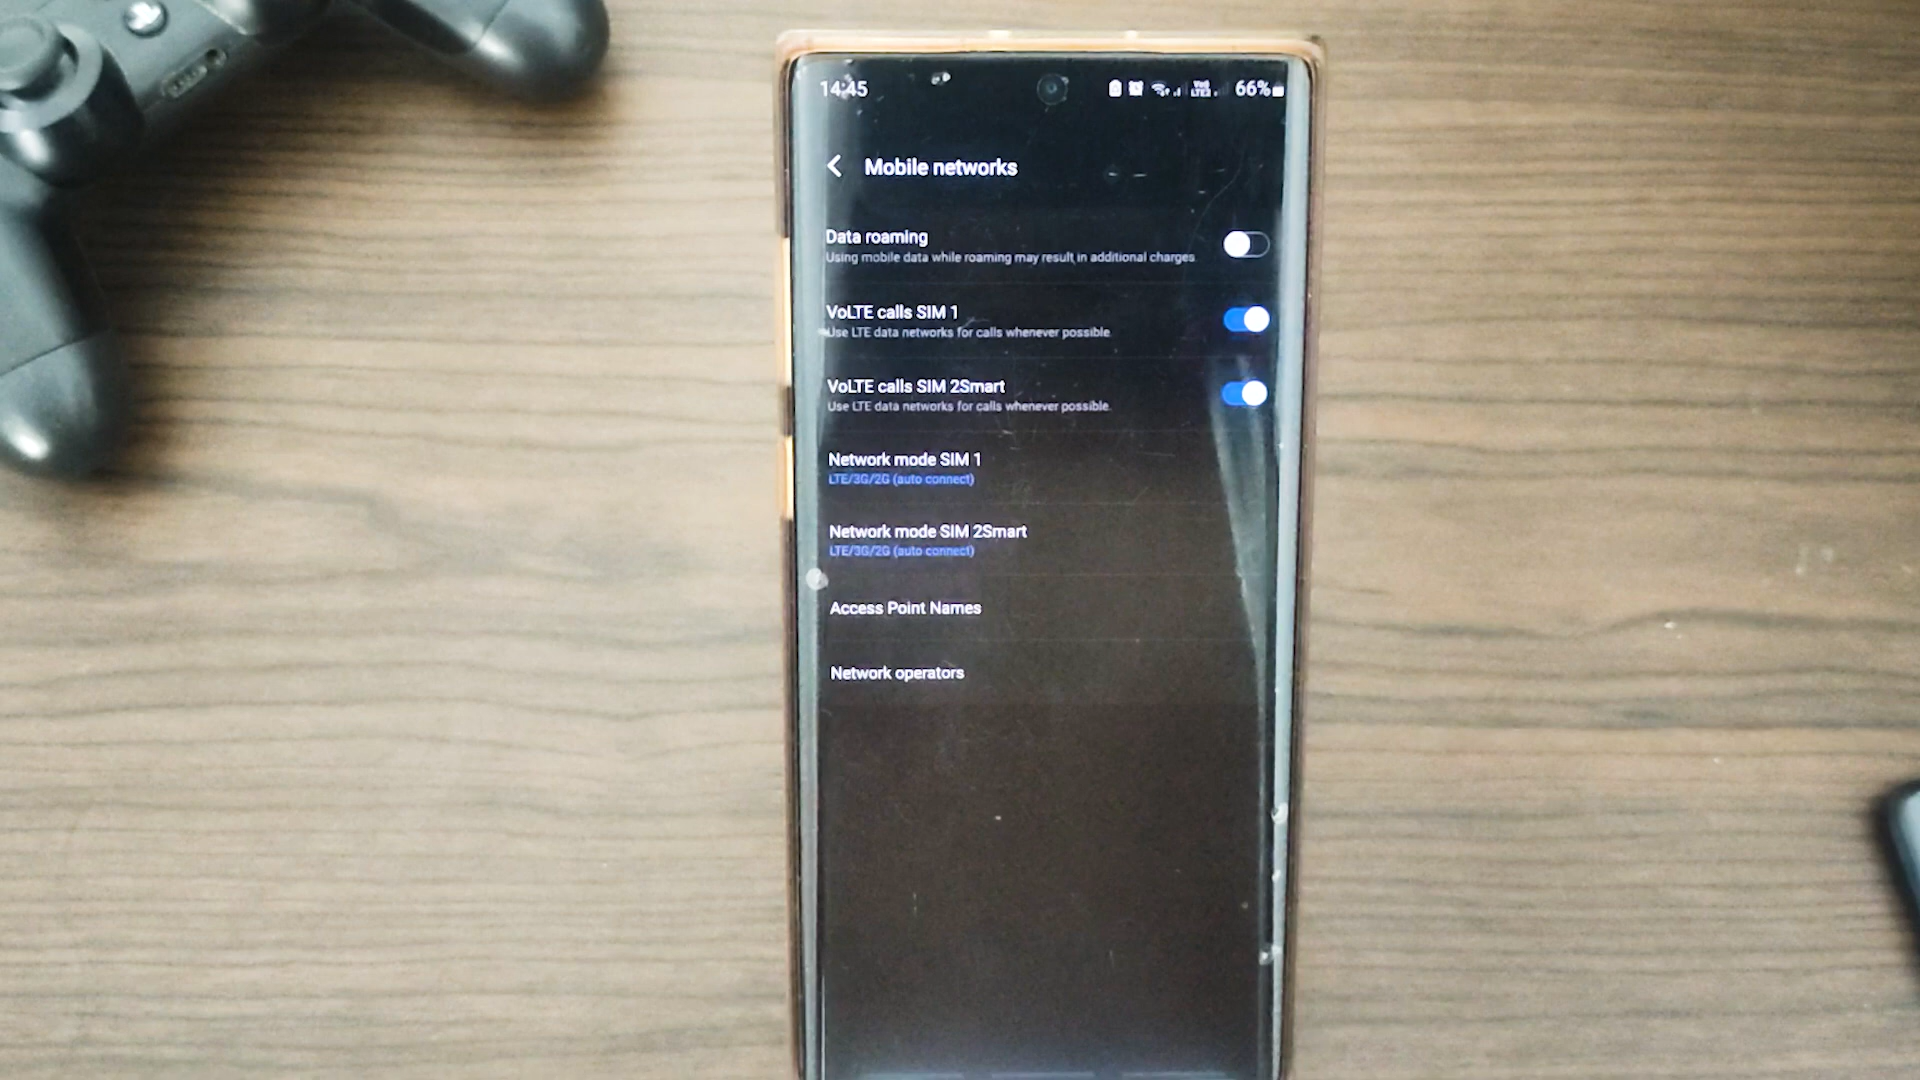 14:45
66%
Mobile networks
Data roaming
Using mobile data while roaming may result in additional charges.
VoLTE calls SIM 1
Use LTE data networks for calls whenever possible.
VoLTE calls SIM 2Smart
Use LTE data networks for calls whenever possible.
Network mode SIM 1
LTE/3G/2G (auto connect)
Network mode SIM 2Smart
LTE/3G/2G (auto connect)
Access Point Names
Network operators